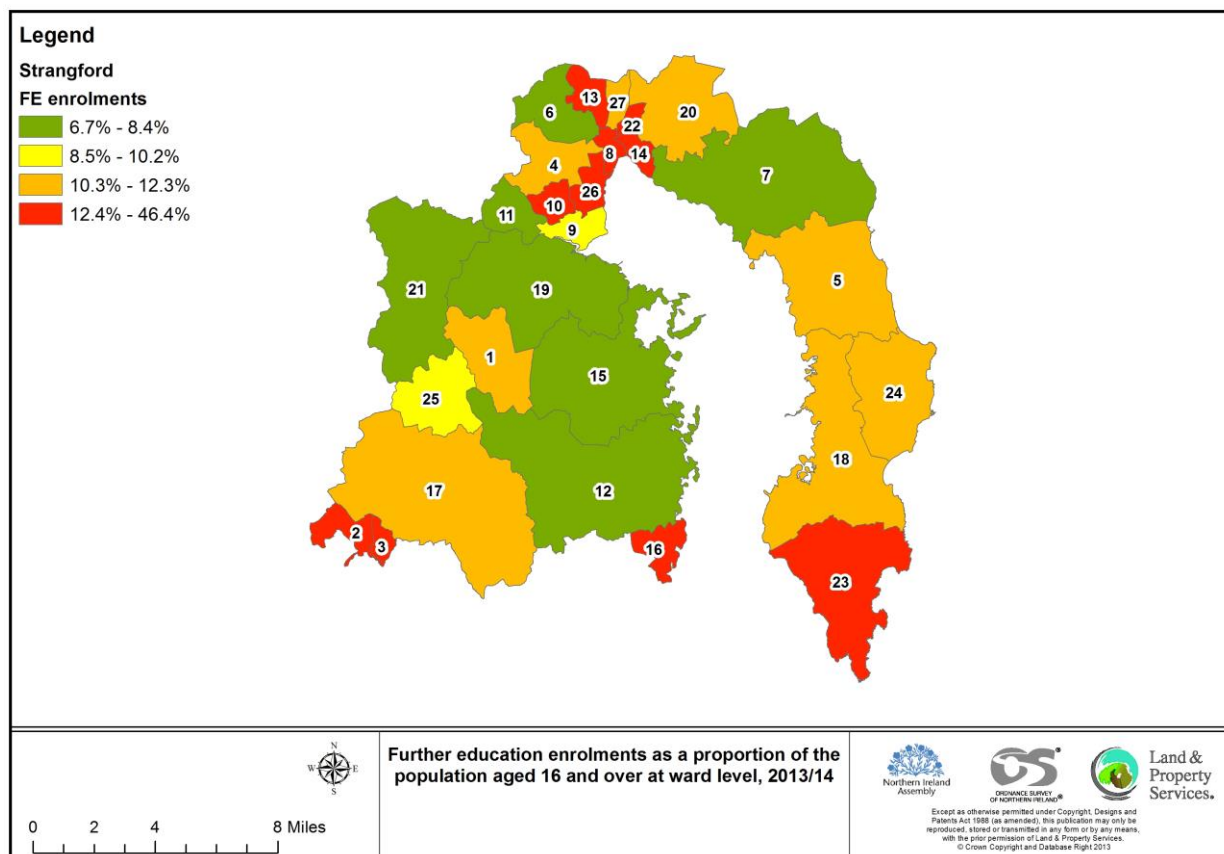 Legend
Strangford
FE enrolments
6.7% - 8.4%
8.5% - 10.2%
10.3% - 12.3%
12.4% - 46.4%
13
27
20
6
22
8
14
4
7
26
10
11
9
5
21
19
1
15
25
24
18
12
17
2
3
16
23
N
W E
S
0 2 4 8 Miles
Further education enrolments as a proportion of the
population aged 16 and over at ward level, 2013/14
Northern Ireland
Assembly
OS®
ORDNANCE SURVEY
OF NORTHERN IRELAND®
Land &
Property
Services.
Except as otherwise permitted under Copyright, Designs and
Patents Act 1988 (as amended), this publication may only be
reproduced, stored or transmitted in any form or by any means,
with the prior permission of Land & Property Services.
© Crown Copyright and Database Right 2013